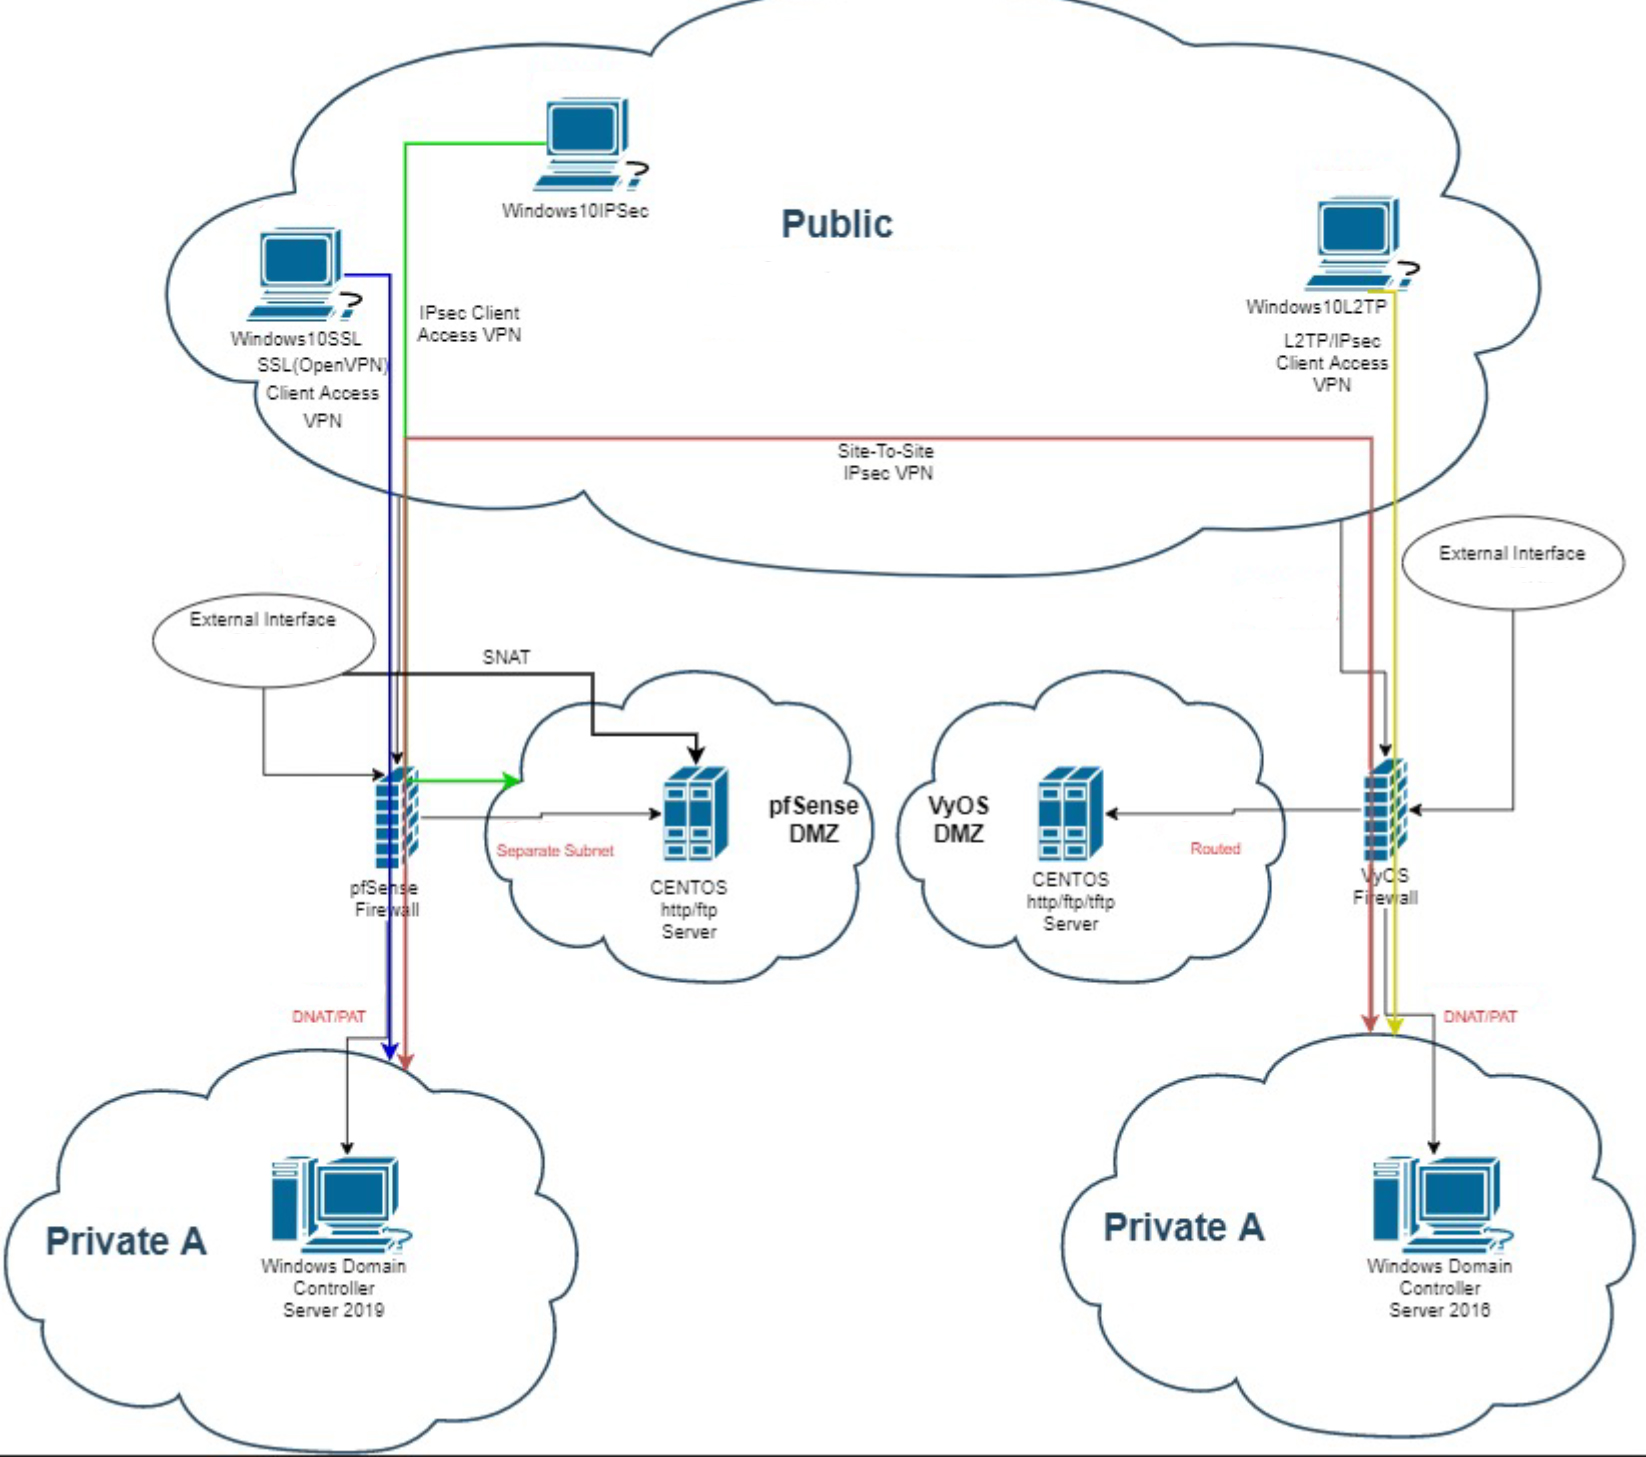 Public
Windows10IPSec
Windows10SSL
SSL(OpenVPN)
Client Access
VPN
IPsec Client
Access VPN
Windows10L2TP
L2TP/IPsec
Client Access
VPN
Site-To-Site
IPsec VPN
External Interface
External Interface
SNAT
pfSense
DMZ
VyOS
DMZ
Separate Subnet
Routed
pfSense
Firewall
CENTOS
http/ftp
Server
CENTOS
http/ftp/tftp
Server
VyOS
Firewall
DNAT/PAT
DNAT/PAT
Private A
Windows Domain
Controller
Server 2019
Private A
Windows Domain
Controller
Server 2016